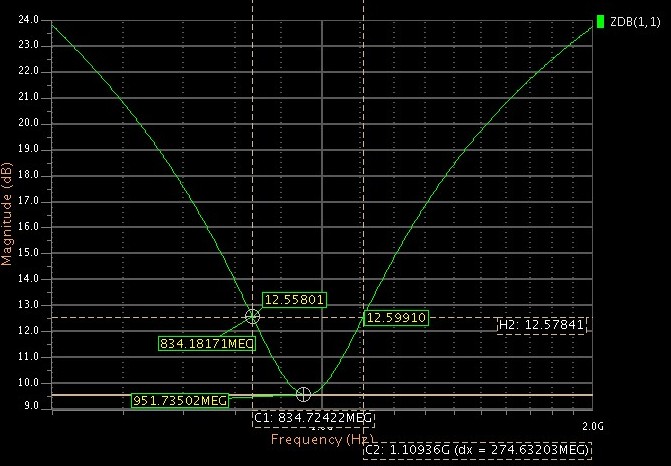 24.0
ZDB(1,1)
23.0
22.0
21.0
20.0
19.0
18.0
17.0
16.0
15.0
14.0
13.0
12.0
11.0
10.0
9.0
Magnitude (dB)
12.55801
12.59910
H2: 12.57841
834.18171MEG
951.73502MEG
C1: 834.72422MEG
2.0G
Frequency (Hz)
C2: 1.10936G (dx = 274.63203MEG)